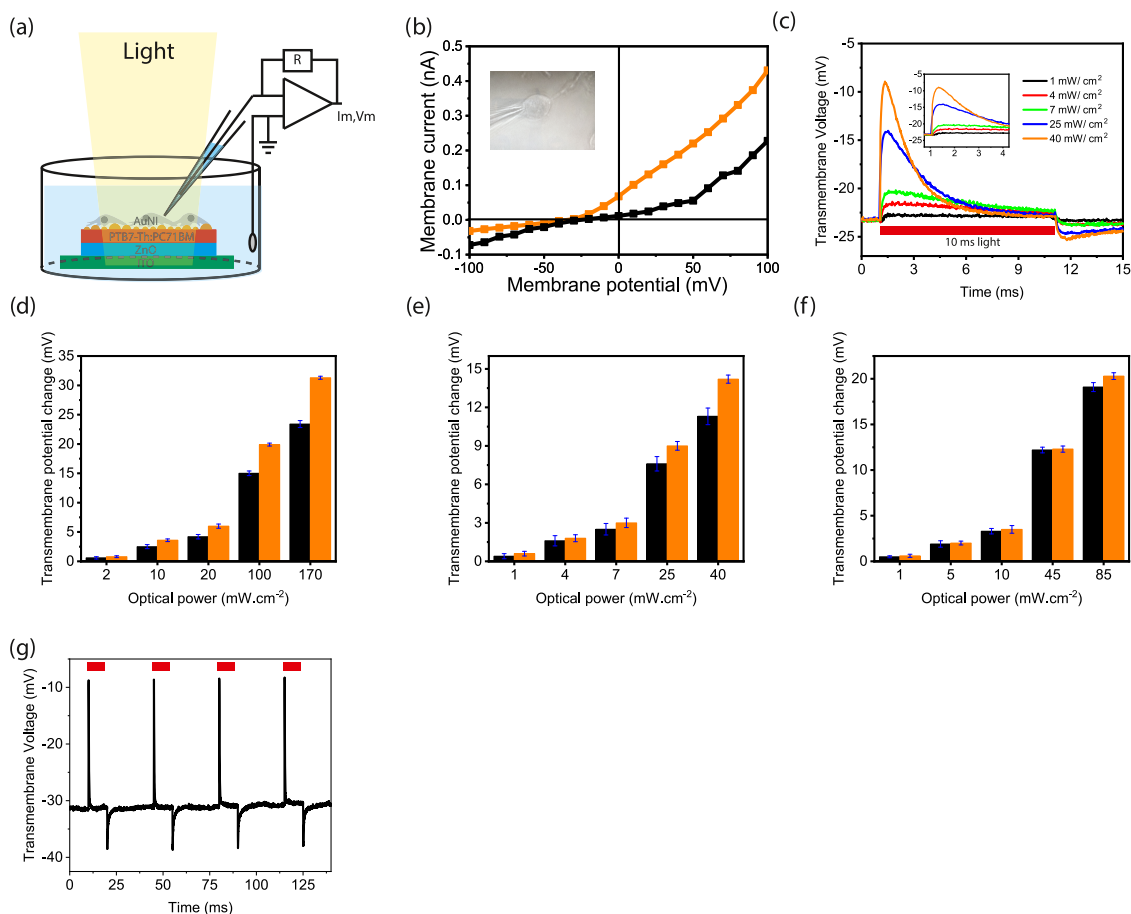 (a)
Light
R
Im,Vm
AuNI
PTB7-Th:PC71BM
ZnO
ITO
(b)
Membrane current (nA)
0.5
0.4
0.3
0.2
0.1
0.0
-0.1
-100 -50 0 50 100
Membrane potential (mV)
(c)
Transmembrane Voltage (mV)
-5
-10
-15
-20
-25
-5
-10
-15
-20
-25
1 2 3 4
1 mW/ cm²
4 mW/ cm²
7 mW/ cm²
25 mW/ cm²
40 mW/ cm²
10 ms light
0 3 6 9 12 15
Time (ms)
(d)
Transmembrane potential change (mV)
35
30
25
20
15
10
5
0
2 10 20 100 170
Optical power (mW.cm⁻²)
(e)
Transmembrane potential change (mV)
15
12
9
6
3
0
1 4 7 25 40
Optical power (mW.cm⁻²)
(f)
Transmembrane potential change (mV)
20
15
10
5
0
1 5 10 45 85
Optical power (mW.cm⁻²)
(g)
Transmembrane Voltage (mV)
-10
-20
-30
-40
0 25 50 75 100 125
Time (ms)